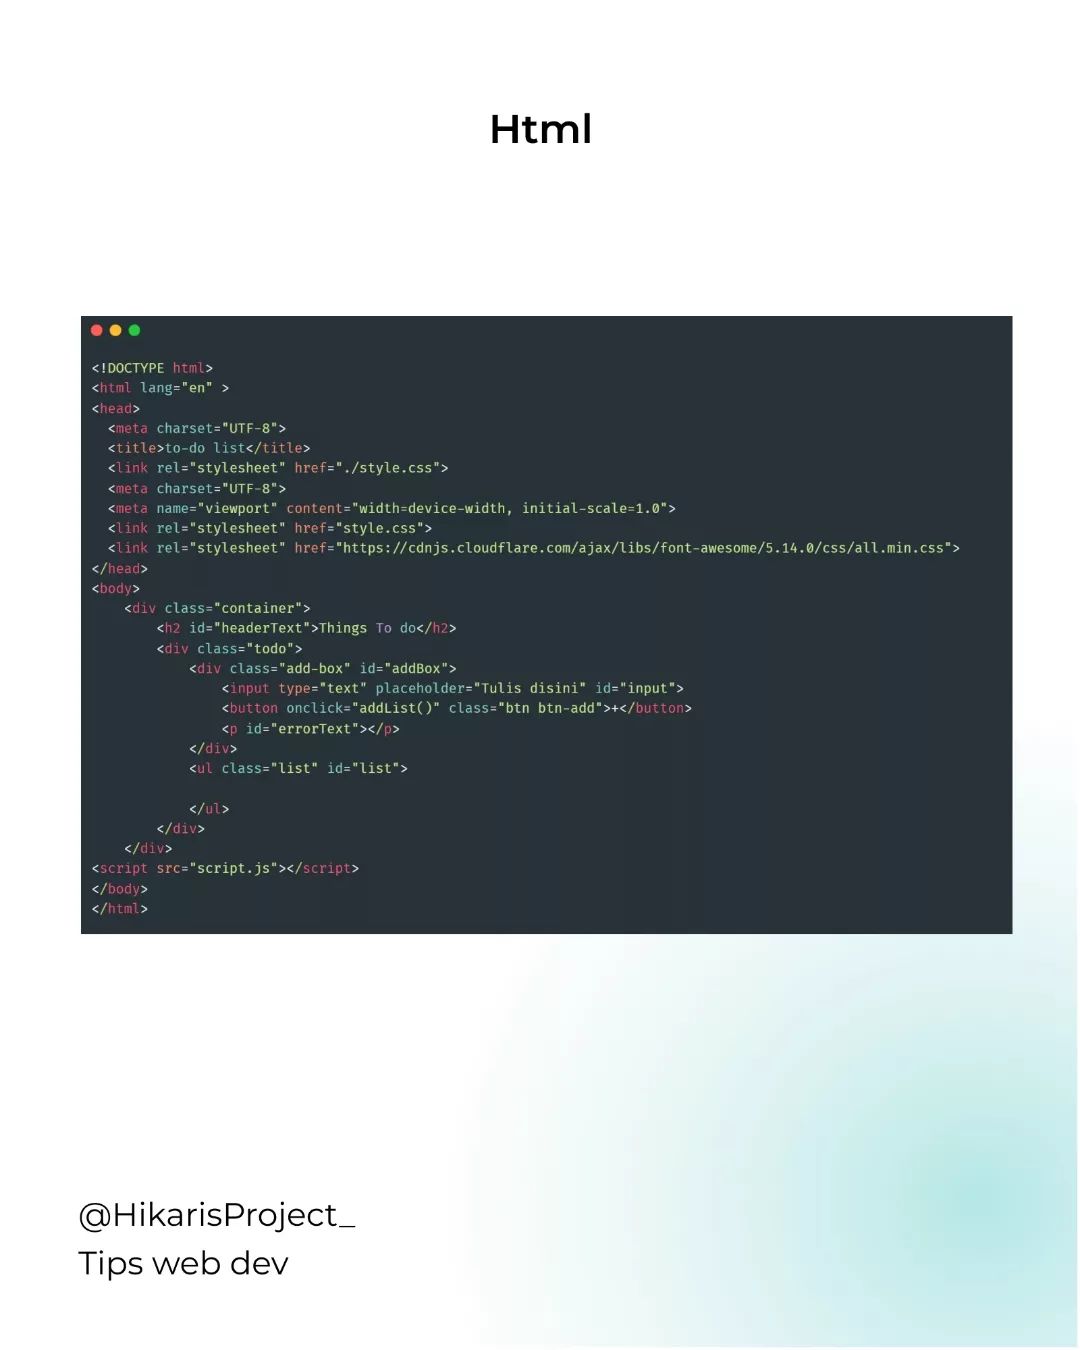 Html
<!DOCTYPE html>
<html lang="en" >
<head>
  <meta charset="UTF-8">
  <title>to-do list</title>
  <link rel="stylesheet" href="./style.css">
  <meta charset="UTF-8">
  <meta name="viewport" content="width=device-width, initial-scale=1.0">
  <link rel="stylesheet" href="style.css">
  <link rel="stylesheet" href="https://cdnjs.cloudflare.com/ajax/libs/font-awesome/5.14.0/css/all.min.css">
</head>
<body>
    <div class="container">
        <h2 id="headerText">Things To do</h2>
        <div class="todo">
            <div class="add-box" id="addBox">
                <input type="text" placeholder="Tulis disini" id="input">
                <button onclick="addList()" class="btn btn-add">+</button>
                <p id="errorText"></p>
            </div>
            <ul class="list" id="list">
            </ul>
        </div>
    </div>
<script src="script.js"></script>
</body>
</html>
@HikarisProject_
Tips web dev